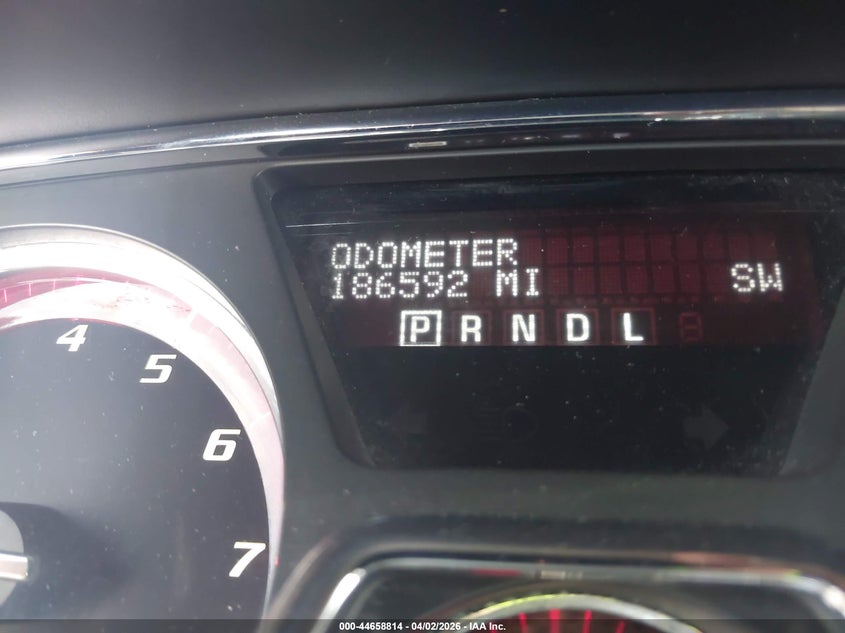 ODOMETER
186592 MI SW
P R N D L
4
5
6
7
000-44658814 - 04/02/2026 - IAA Inc.